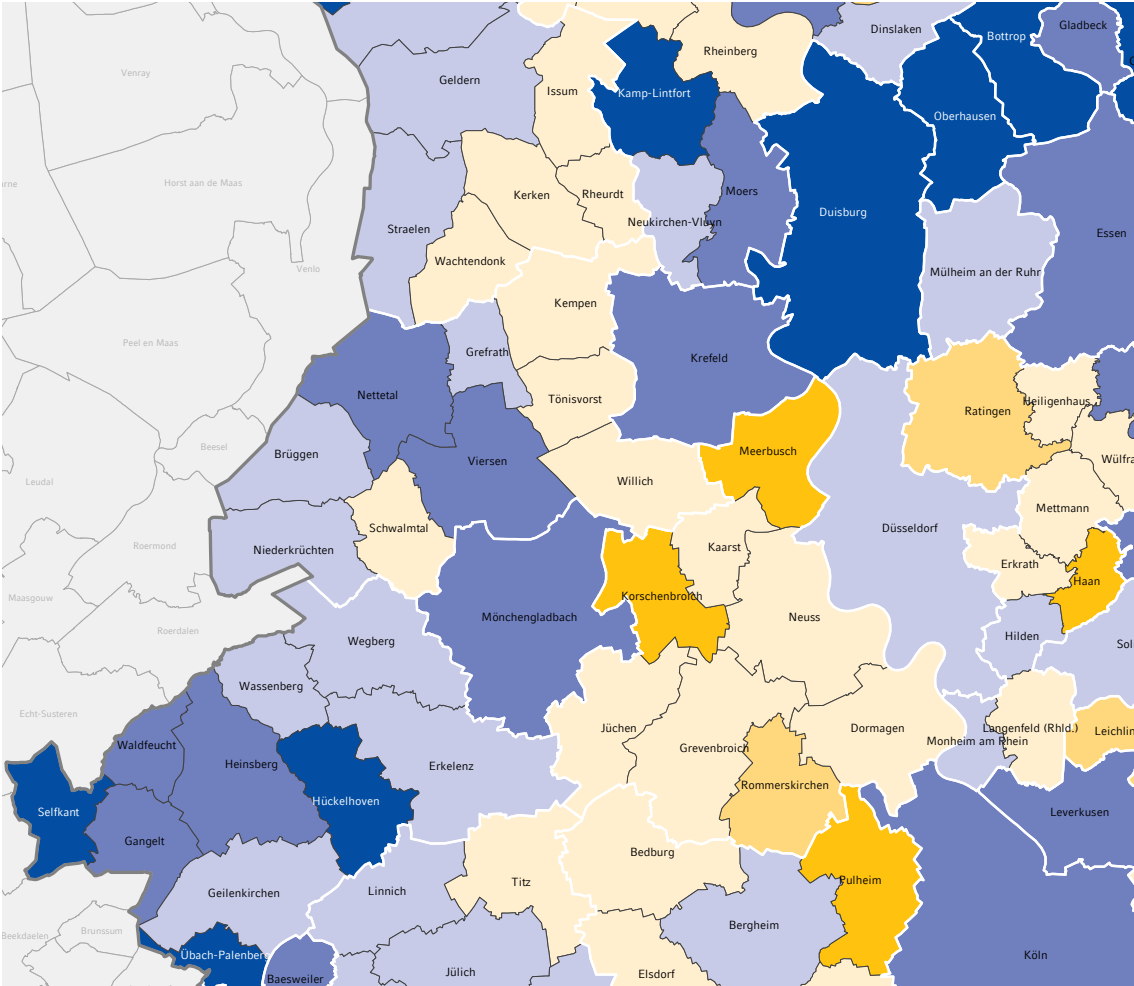 Gladbeck
Dinslaken
Bottrop
Rheinberg
Venray
Geldern
Issum
Kamp-Lintfort
Oberhausen
Horst aan de Maas
Kerken
Rheurdt
Moers
Duisburg
Neukirchen-Vluyn
Straelen
Essen
Wachtendonk
Venlo
Mülheim an der Ruhr
Kempen
Peel en Maas
Grefrath
Krefeld
Nettetal
Tönisvorst
Heiligenhaus
Ratingen
Beesel
Brüggen
Meerbusch
Viersen
Wülfra
Leudal
Willich
Mettmann
Schwalmtal
Düsseldorf
Roermond
Niederkrüchten
Kaarst
Erkrath
Haan
Maasgouw
Korschenbroich
Mönchengladbach
Neuss
Roerdalen
Hilden
Wegberg
Sol
Wassenberg
Echt-Susteren
Jüchen
Dormagen
Langenfeld (Rhld.)
Leichlin
Monheim am Rhein
Waldfeucht
Grevenbroich
Heinsberg
Erkelenz
Rommerskirchen
Hückelhoven
Selfkant
Leverkusen
Gangelt
Bedburg
Titz
Pulheim
Linnich
Geilenkirchen
Bergheim
Brunssum
Beekdaelen
Übach-Palenberg
Köln
Jülich
Elsdorf
Baesweiler